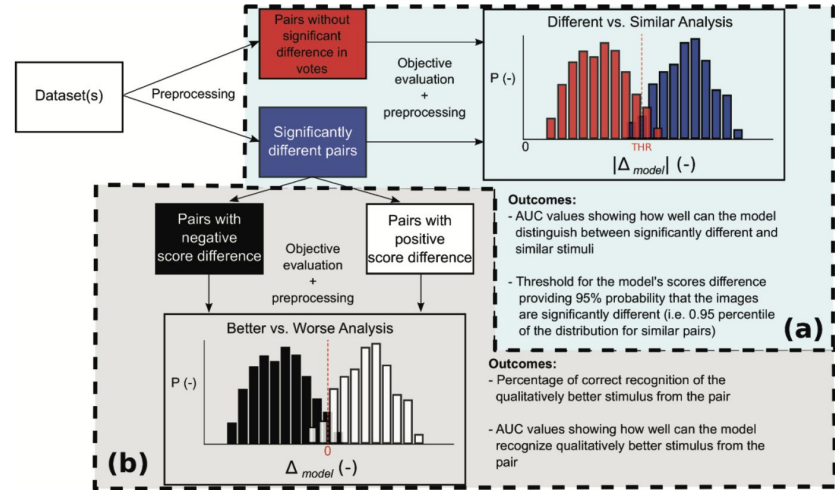 Dataset(s)
Preprocessing
Pairs without
significant
difference in
votes
Significantly
different pairs
Objective
evaluation
+
preprocessing
Different vs. Similar Analysis
P (-)
0
THR
|Δ model| (-)
Outcomes:
- AUC values showing how well can the model
distinguish between significantly different and
similar stimuli
- Threshold for the model's scores difference
providing 95% probability that the images
are significantly different (i.e. 0.95 percentile
of the distribution for similar pairs)
(a)
Pairs with
negative
score difference
Objective
evaluation
+
preprocessing
Pairs with
positive
score difference
Better vs. Worse Analysis
P (-)
0
Δ model (-)
(b)
Outcomes:
- Percentage of correct recognition of the
qualitatively better stimulus from the pair
- AUC values showing how well can the model
recognize qualitatively better stimulus from the
pair